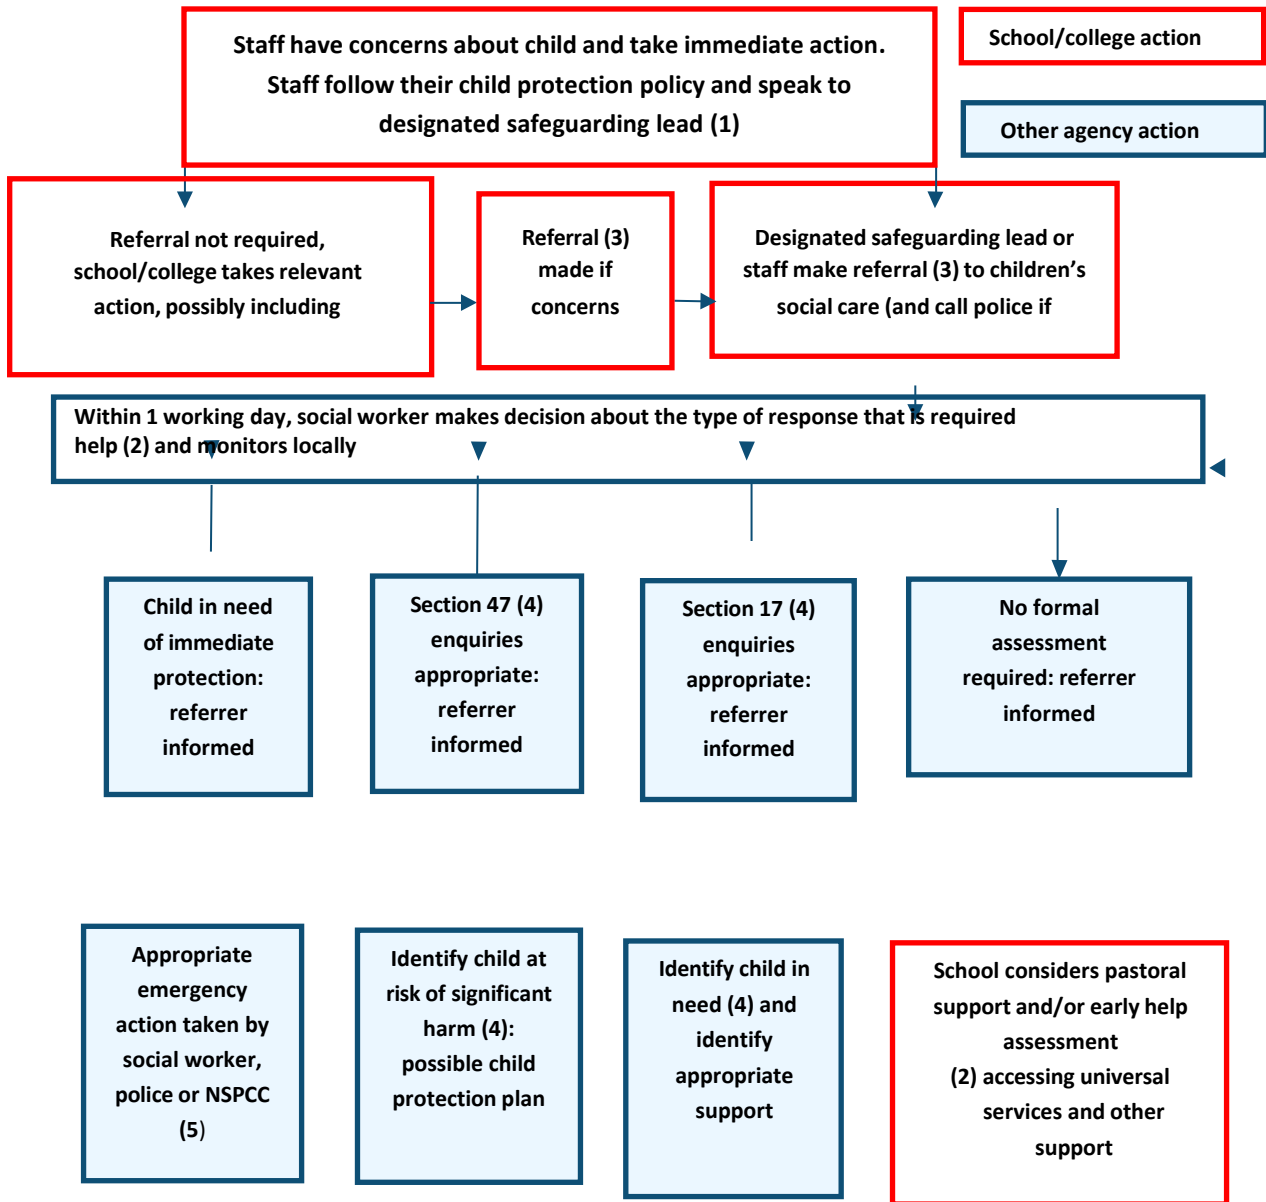 Staff have concerns about child and take immediate action.
Staff follow their child protection policy and speak to
designated safeguarding lead (1)
School/college action
Other agency action
Referral not required,
school/college takes relevant
action, possibly including
Referral (3)
made if
concerns
Designated safeguarding lead or
staff make referral (3) to children’s
social care (and call police if
Within 1 working day, social worker makes decision about the type of response that is required
help (2) and monitors locally
Child in need
of immediate
protection:
referrer
informed
Section 47 (4)
enquiries
appropriate:
referrer
informed
Section 17 (4)
enquiries
appropriate:
referrer
informed
No formal
assessment
required: referrer
informed
Appropriate
emergency
action taken by
social worker,
police or NSPCC
(5)
Identify child at
risk of significant
harm (4):
possible child
protection plan
Identify child in
need (4) and
identify
appropriate
support
School considers pastoral
support and/or early help
assessment
(2) accessing universal
services and other
support